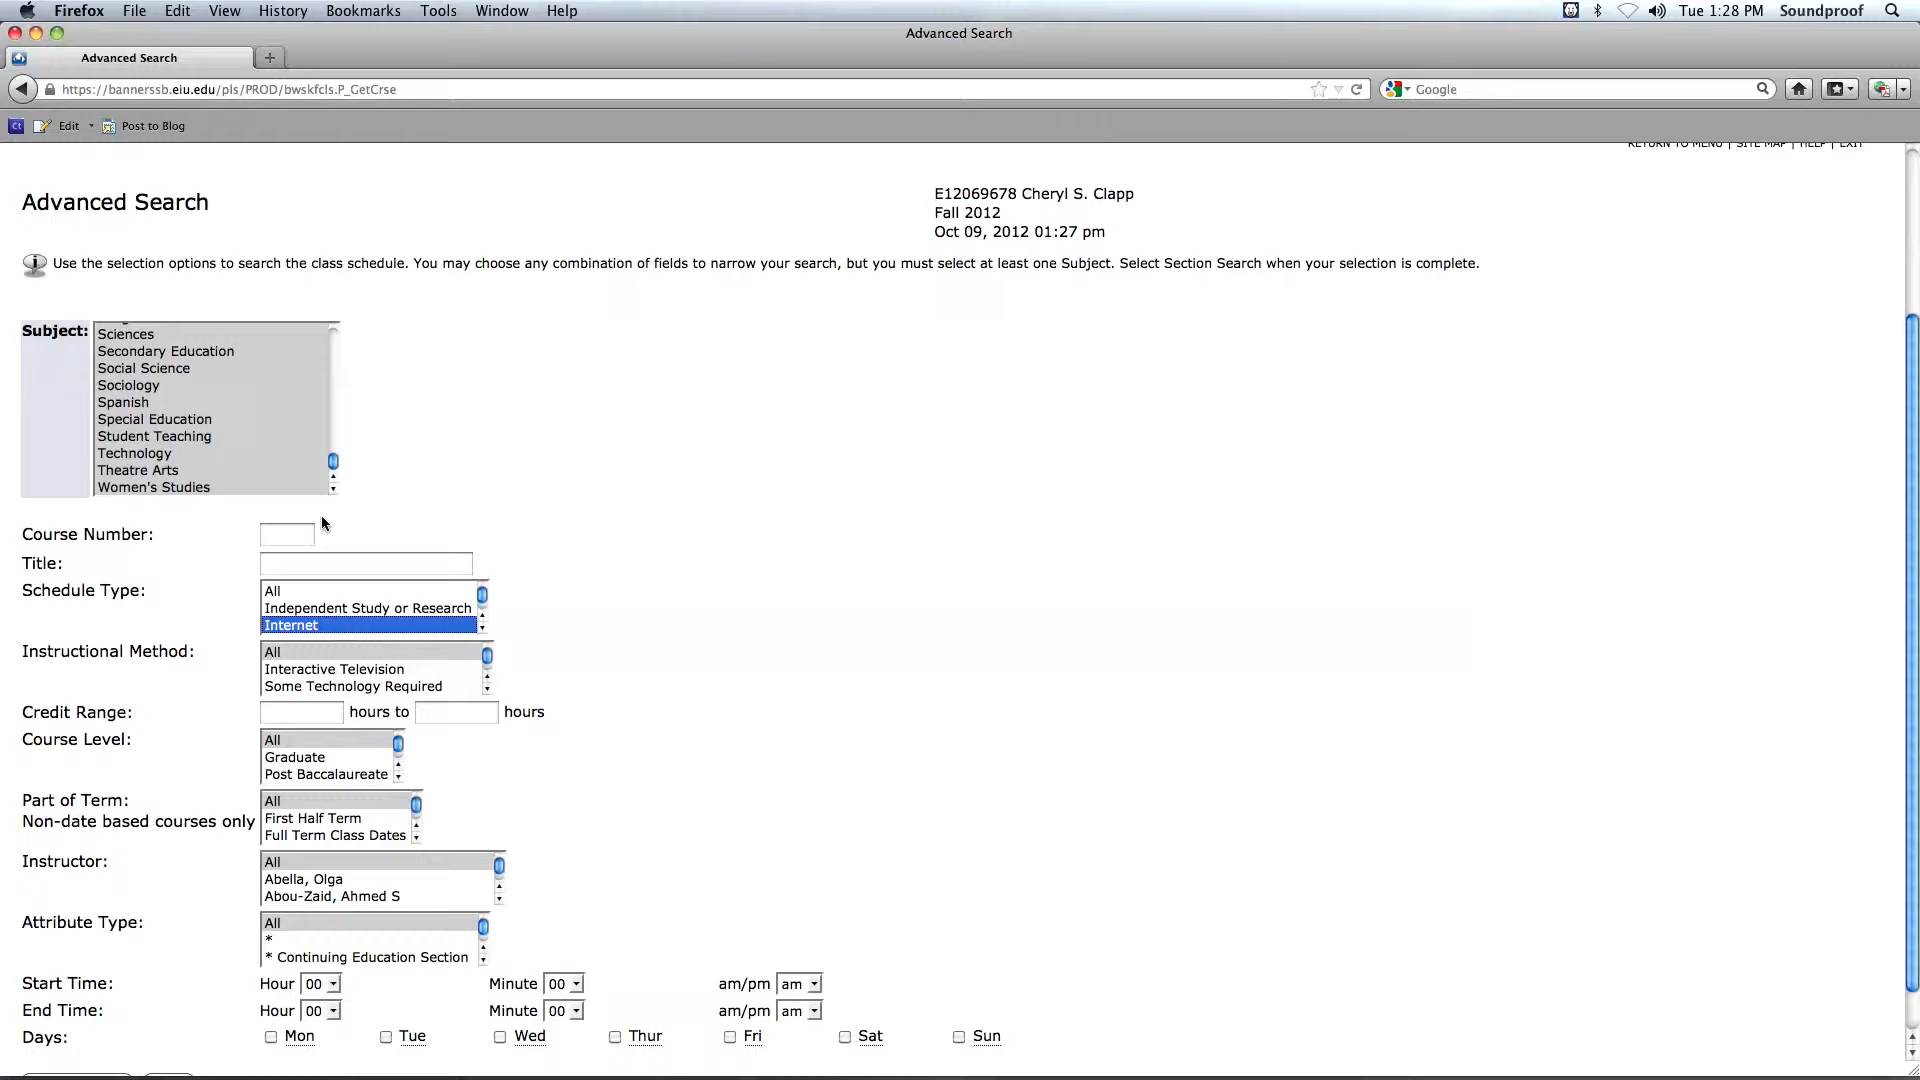 Firefox File Edit View History Bookmarks Tools Window Help Tue 1:28 PM Soundproof
Advanced Search
Advanced Search
https://bannerssb.eiu.edu/pls/PROD/bwskfcls.P_GetCrse Google
Edit Post to Blog
RETURN TO MENU | SITE MAP | HELP | EXIT
Advanced Search
E12069678 Cheryl S. Clapp
Fall 2012
Oct 09, 2012 01:27 pm
Use the selection options to search the class schedule. You may choose any combination of fields to narrow your search, but you must select at least one Subject. Select Section Search when your selection is complete.
Subject:
Sciences
Secondary Education
Social Science
Sociology
Spanish
Special Education
Student Teaching
Technology
Theatre Arts
Women's Studies
Course Number:
Title:
Schedule Type:
All
Independent Study or Research
Internet
Instructional Method:
All
Interactive Television
Some Technology Required
Credit Range: hours to hours
Course Level:
All
Graduate
Post Baccalaureate
Part of Term:
Non-date based courses only
All
First Half Term
Full Term Class Dates
Instructor:
All
Abella, Olga
Abou-Zaid, Ahmed S
Attribute Type:
All
*
* Continuing Education Section
Start Time: Hour 00 Minute 00 am/pm am
End Time: Hour 00 Minute 00 am/pm am
Days: Mon Tue Wed Thur Fri Sat Sun